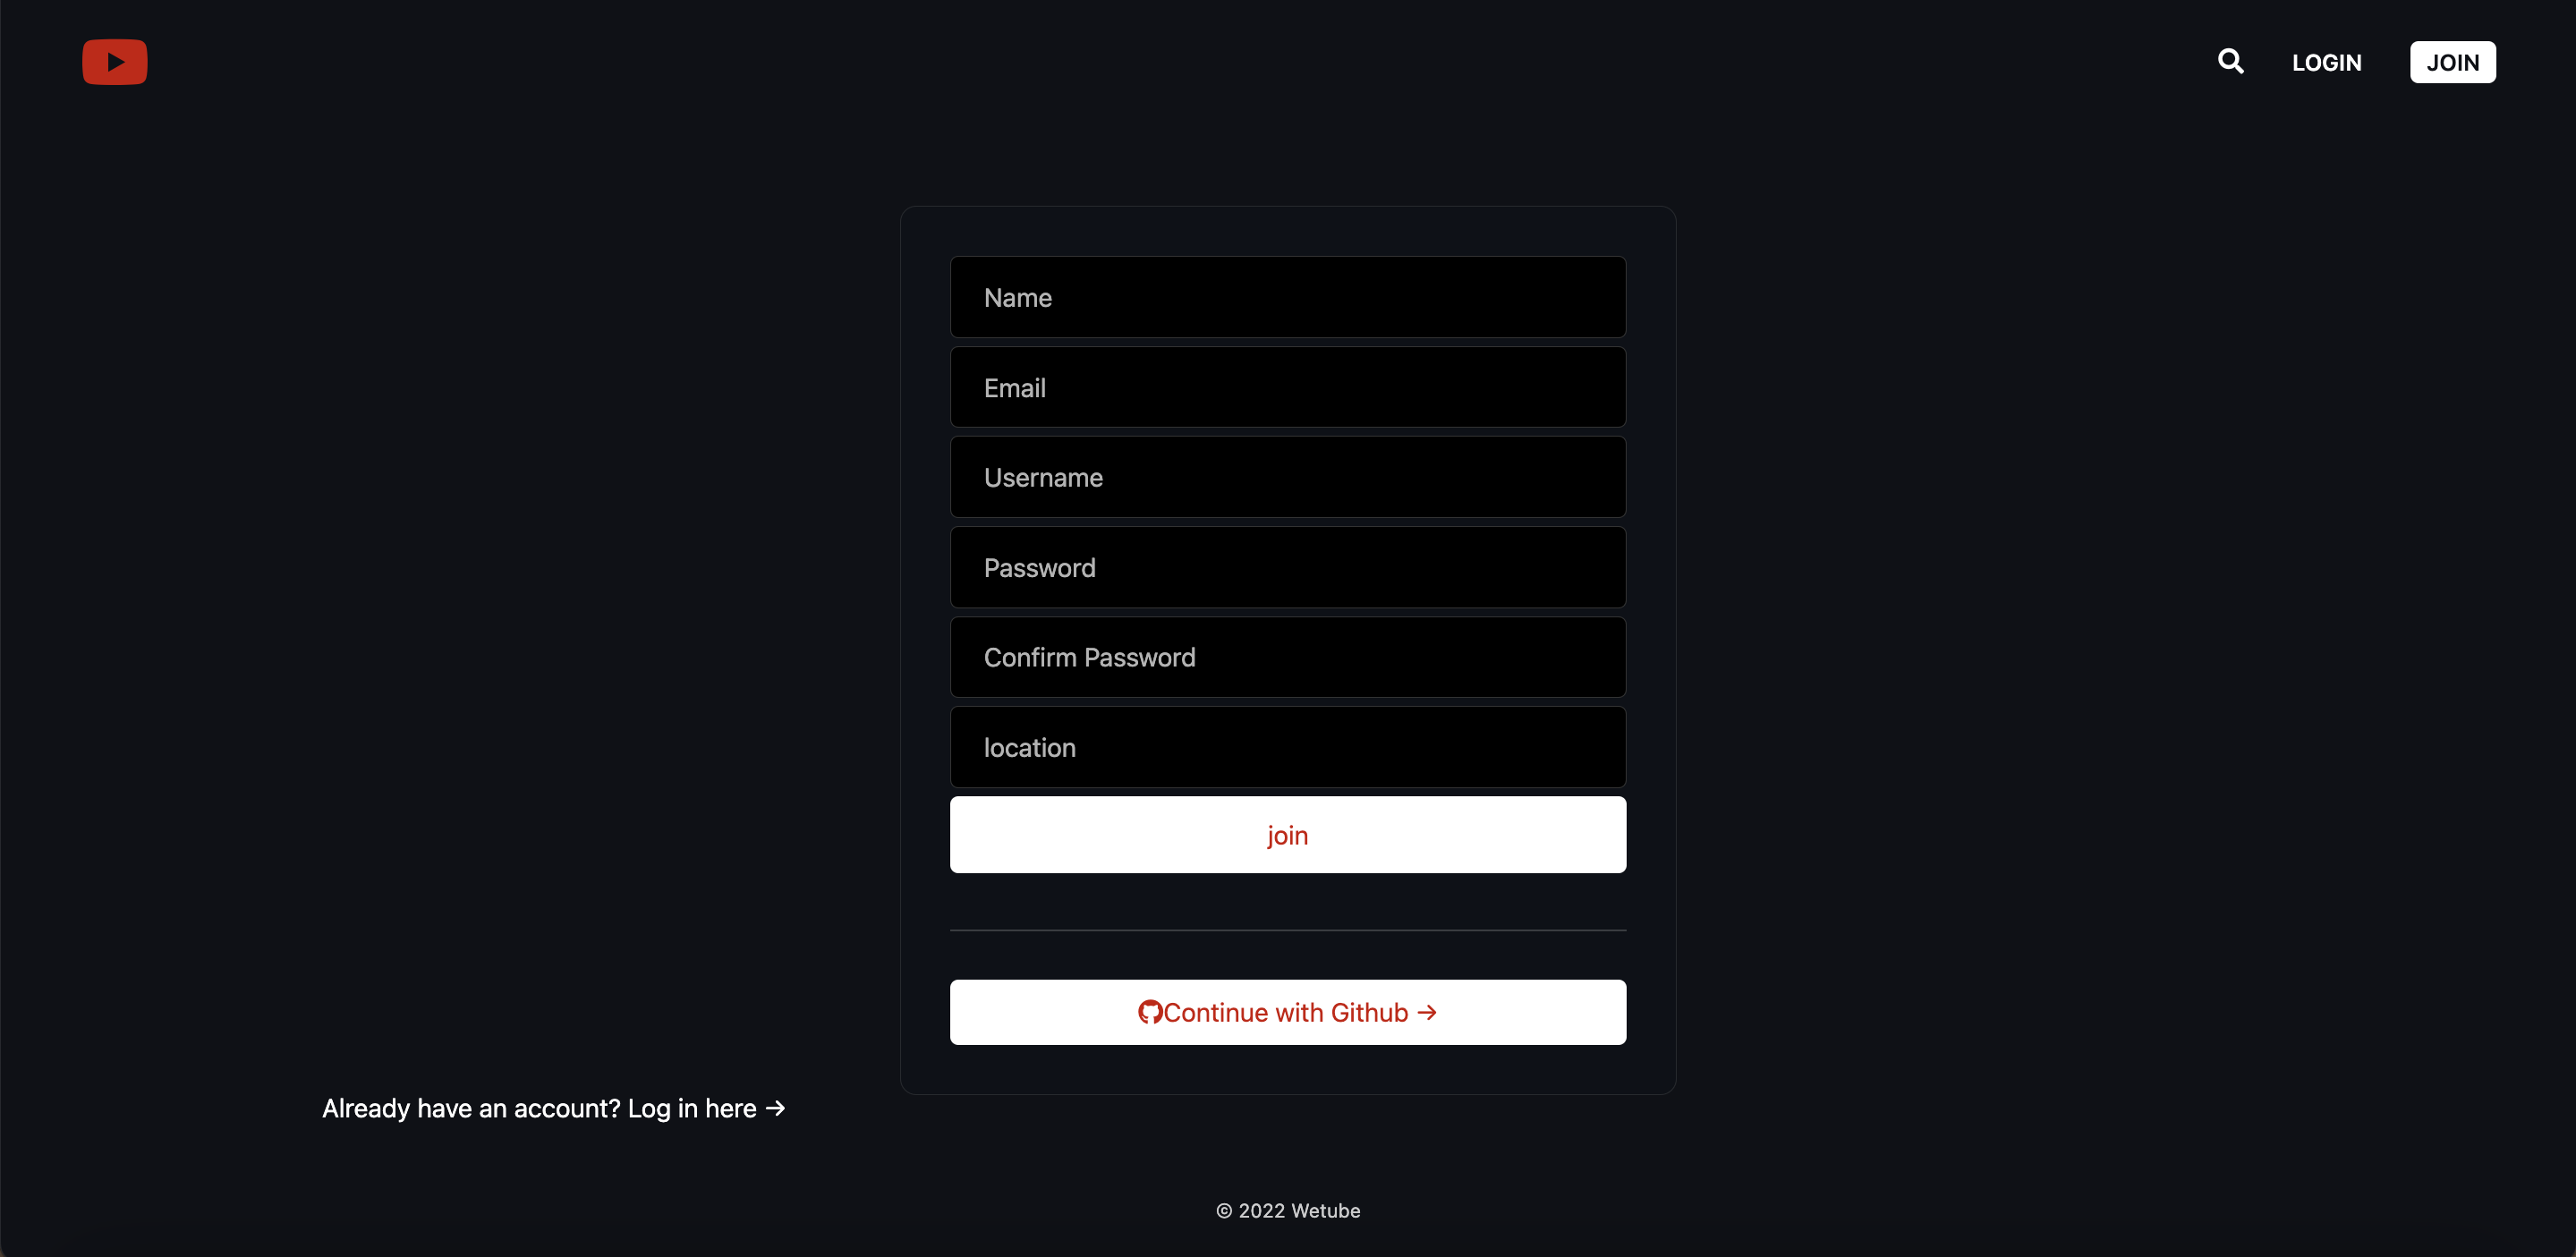 LOGIN JOIN
Name
Email
Username
Password
Confirm Password
location
join
Continue with Github →
Already have an account? Log in here →
© 2022 Wetube